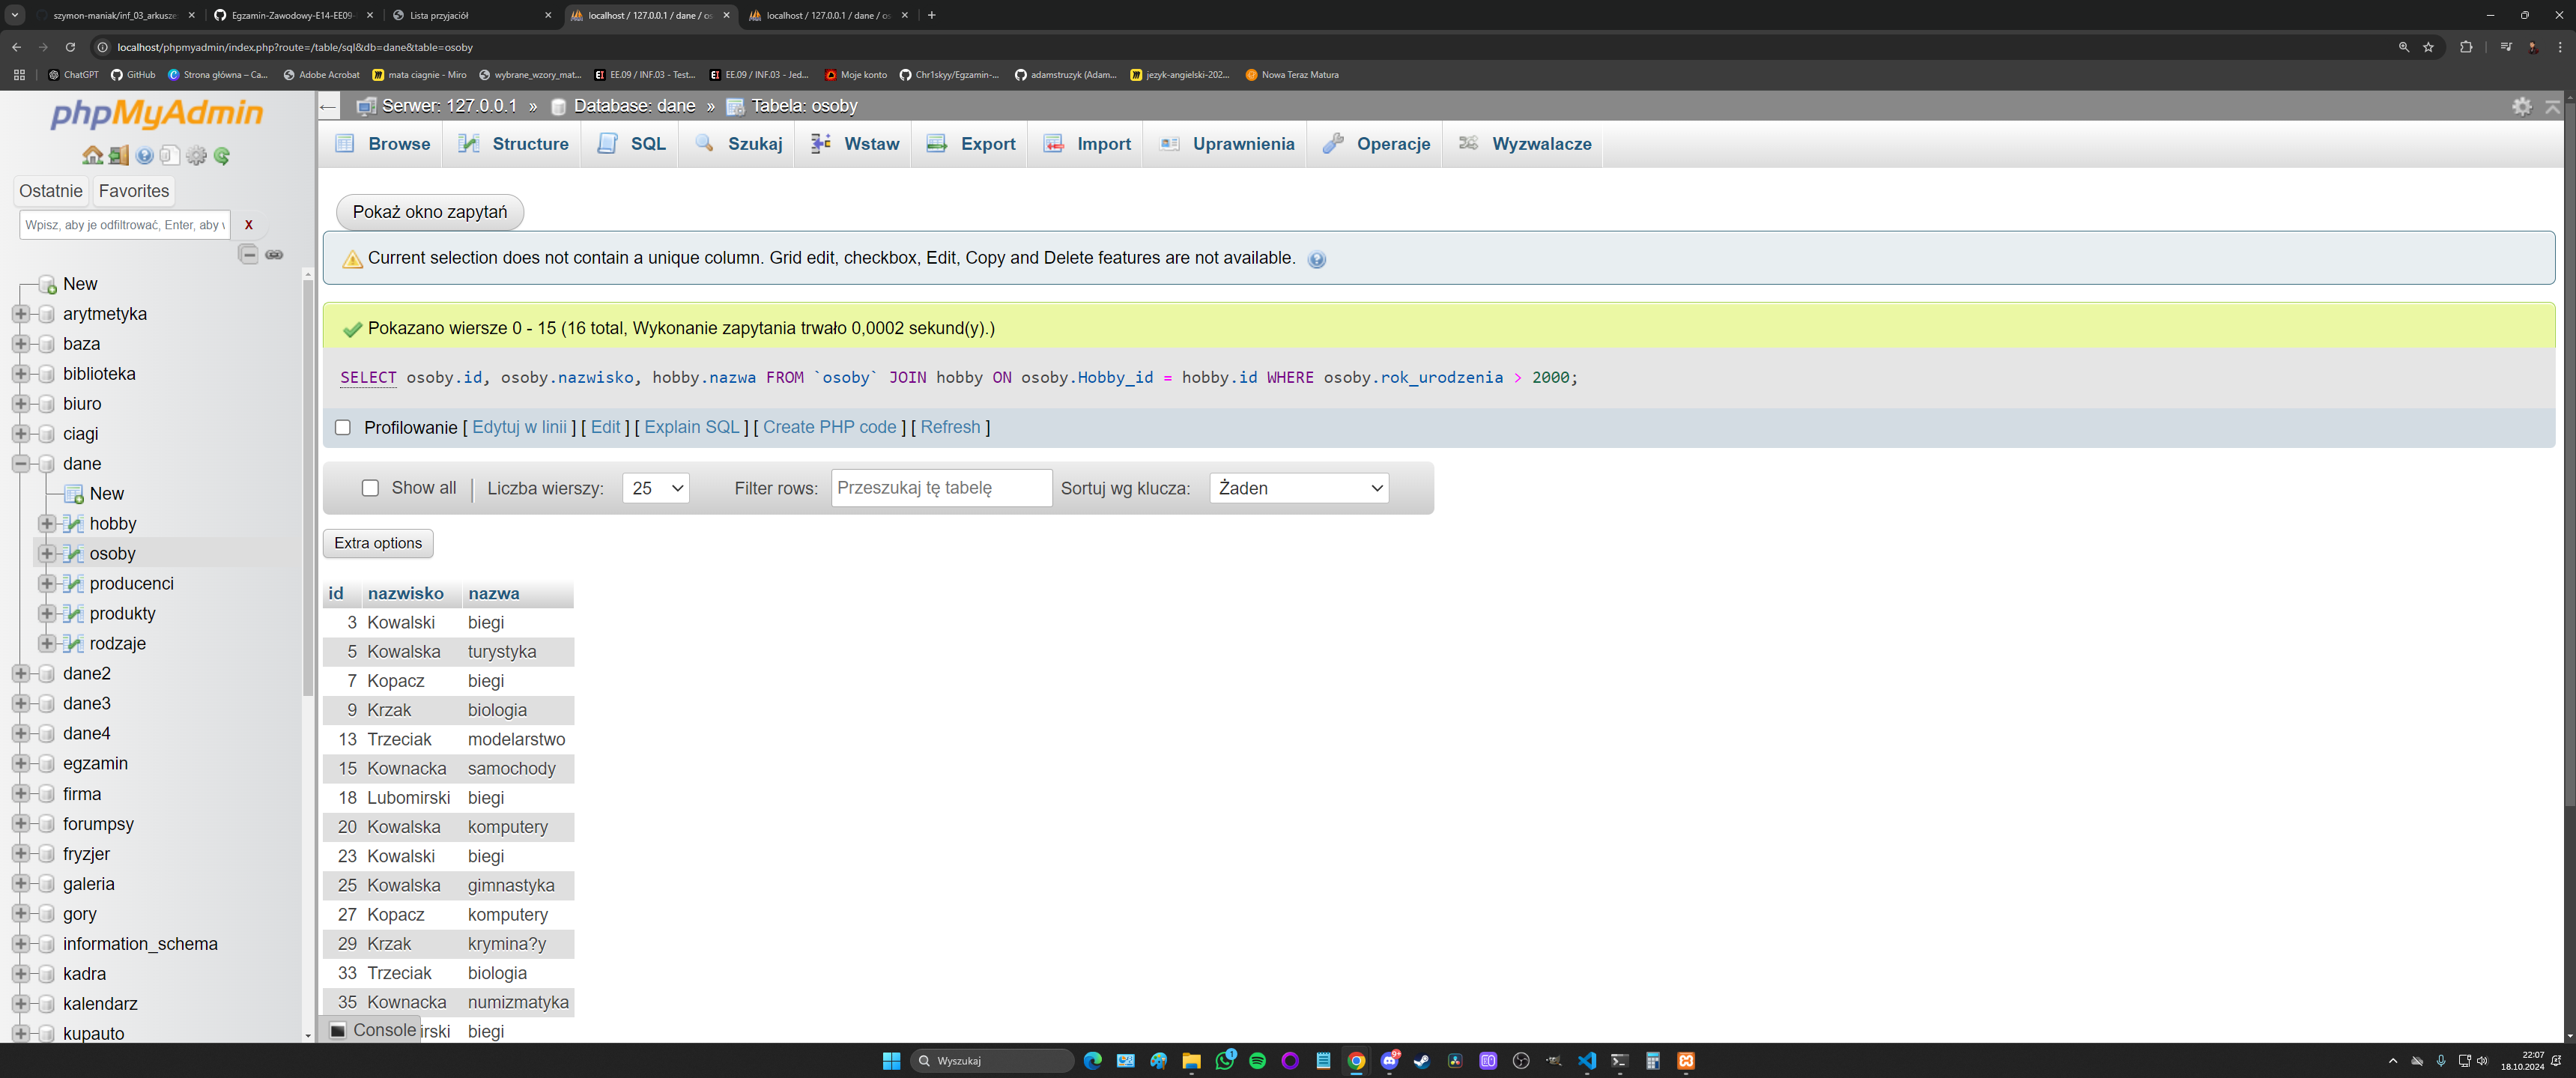 szymon-maniak/inf_03_arkusze
Egzamin-Zawodowy-E14-EE09-
Lista przyjaciół
localhost / 127.0.0.1 / dane / os
localhost / 127.0.0.1 / dane / os
localhost/phpmyadmin/index.php?route=/table/sql&db=dane&table=osoby
ChatGPT
GitHub
Strona główna – Ca...
Adobe Acrobat
mata ciagnie - Miro
wybrane_wzory_mat...
EE.09 / INF.03 - Test...
EE.09 / INF.03 - Jed...
Moje konto
Chr1skyy/Egzamin-...
adamstruzyk (Adam...
jezyk-angielski-202...
Nowa Teraz Matura
phpMyAdmin
Ostatnie Favorites
Wpisz, aby je odfiltrować, Enter, aby w X
New
arytmetyka
baza
biblioteka
biuro
ciagi
dane
New
hobby
osoby
producenci
produkty
rodzaje
dane2
dane3
dane4
egzamin
firma
forumpsy
fryzjer
galeria
gory
information_schema
kadra
kalendarz
kupauto
Serwer: 127.0.0.1 » Database: dane » Tabela: osoby
Browse Structure SQL Szukaj Wstaw Export Import Uprawnienia Operacje Wyzwalacze
Pokaż okno zapytań
Current selection does not contain a unique column. Grid edit, checkbox, Edit, Copy and Delete features are not available.
Pokazano wiersze 0 - 15 (16 total, Wykonanie zapytania trwało 0,0002 sekund(y).)
SELECT osoby.id, osoby.nazwisko, hobby.nazwa FROM `osoby` JOIN hobby ON osoby.Hobby_id = hobby.id WHERE osoby.rok_urodzenia > 2000;
Profilowanie [ Edytuj w linii ] [ Edit ] [ Explain SQL ] [ Create PHP code ] [ Refresh ]
Show all Liczba wierszy: 25 Filter rows: Przeszukaj tę tabelę Sortuj wg klucza: Żaden
Extra options
id nazwisko nazwa
3 Kowalski biegi
5 Kowalska turystyka
7 Kopacz biegi
9 Krzak biologia
13 Trzeciak modelarstwo
15 Kownacka samochody
18 Lubomirski biegi
20 Kowalska komputery
23 Kowalski biegi
25 Kowalska gimnastyka
27 Kopacz komputery
29 Krzak krymina?y
33 Trzeciak biologia
35 Kownacka numizmatyka
Console irski biegi
Wyszukaj
22:07
18.10.2024